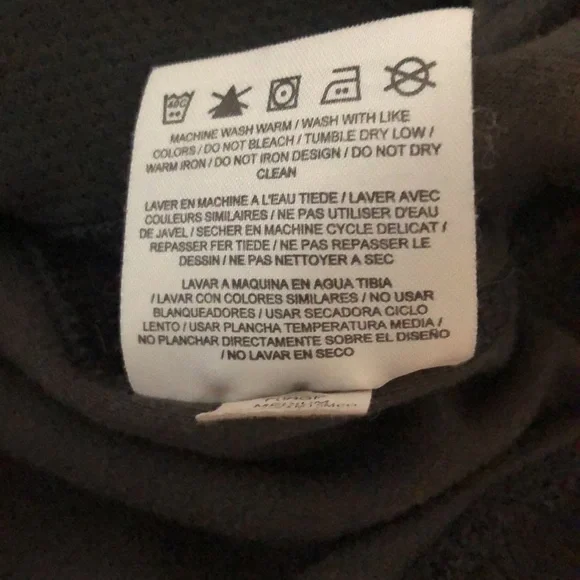 40C
MACHINE WASH WARM / WASH WITH LIKE
COLORS / DO NOT BLEACH / TUMBLE DRY LOW /
WARM IRON / DO NOT IRON DESIGN / DO NOT DRY
CLEAN
LAVER EN MACHINE A L'EAU TIEDE / LAVER AVEC
COULEURS SIMILAIRES / NE PAS UTILISER D'EAU
DE JAVEL / SECHER EN MACHINE CYCLE DELICAT /
REPASSER FER TIEDE / NE PAS REPASSER LE
DESSIN / NE PAS NETTOYER A SEC
LAVAR A MAQUINA EN AGUA TIBIA
/ LAVAR CON COLORES SIMILARES / NO USAR
BLANQUEADORES / USAR SECADORA CICLO
LENTO / USAR PLANCHA TEMPERATURA MEDIA /
NO PLANCHAR DIRECTAMENTE SOBRE EL DISEÑO
/ NO LAVAR EN SECO